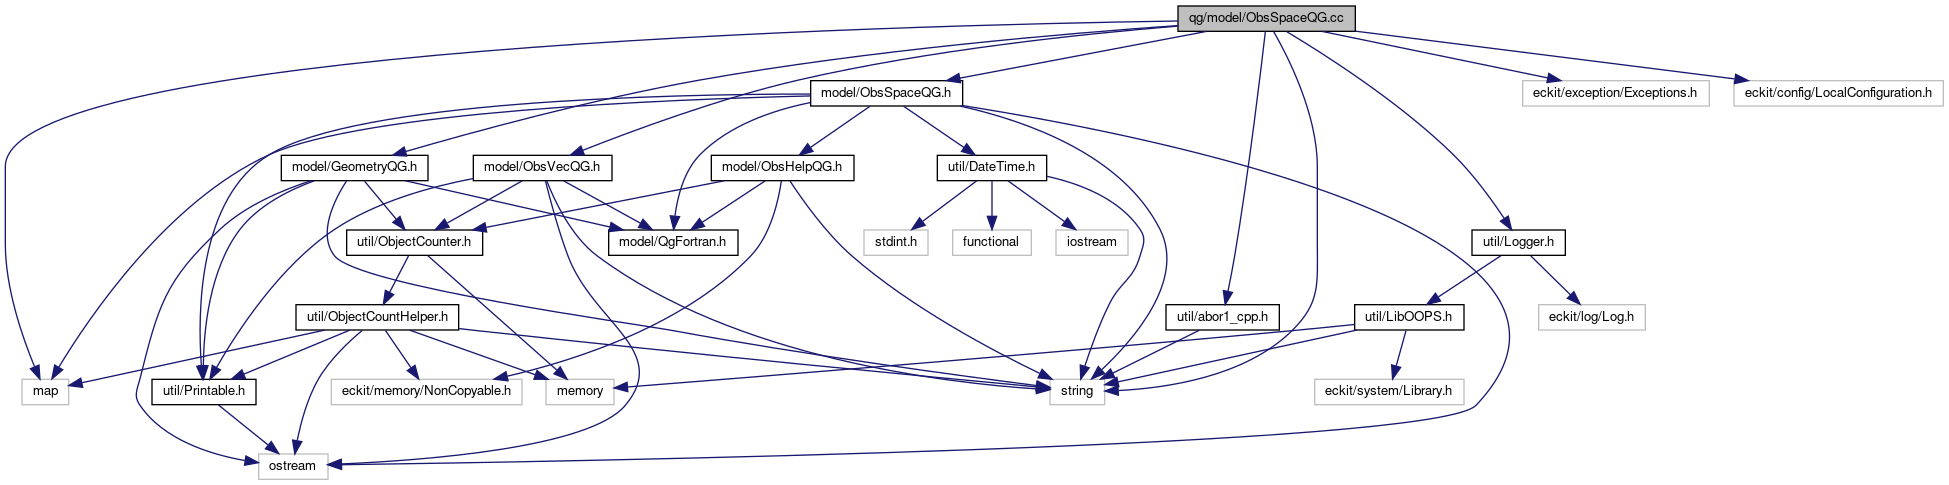 qg/model/ObsSpaceQG.cc
model/ObsSpaceQG.h
eckit/exception/Exceptions.h
eckit/config/LocalConfiguration.h
model/GeometryQG.h
model/ObsVecQG.h
model/ObsHelpQG.h
util/DateTime.h
util/ObjectCounter.h
model/QgFortran.h
stdint.h
functional
iostream
util/Logger.h
util/ObjectCountHelper.h
util/abor1_cpp.h
util/LibOOPS.h
eckit/log/Log.h
map
util/Printable.h
eckit/memory/NonCopyable.h
memory
string
eckit/system/Library.h
ostream